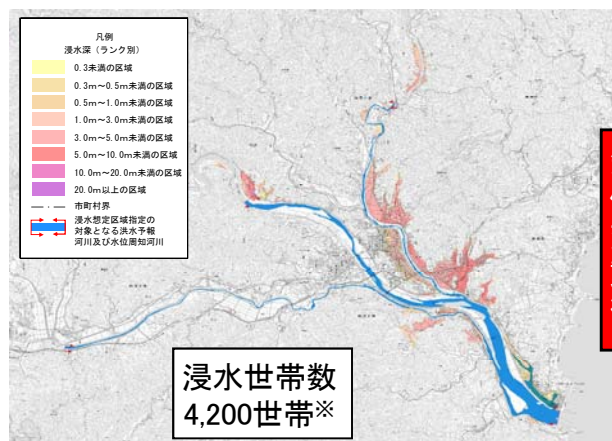 凡例
浸水深（ランク別）
0.3未満の区域
0.3m～0.5m未満の区域
0.5m～1.0m未満の区域
1.0m～3.0m未満の区域
3.0m～5.0m未満の区域
5.0m～10.0m未満の区域
10.0m～20.0m未満の区域
20.0m以上の区域
市町村界
浸水想定区域指定の
対象となる洪水予報
河川及び水位周知河川
浸水世帯数
4,200世帯※